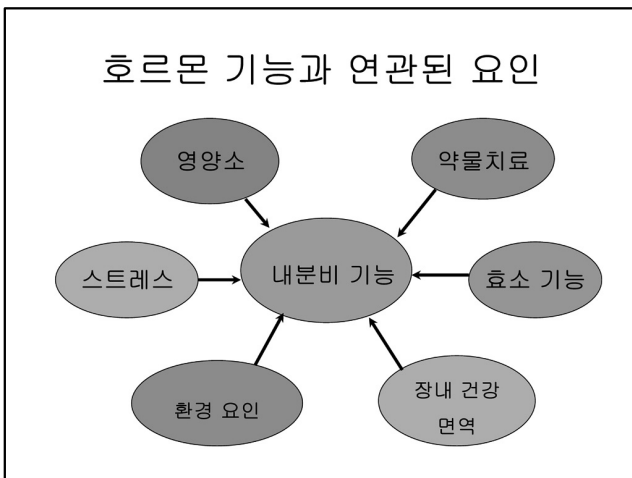 호르몬 기능과 연관된 요인
영양소
약물치료
스트레스
내분비 기능
효소 기능
환경 요인
장내 건강
면역